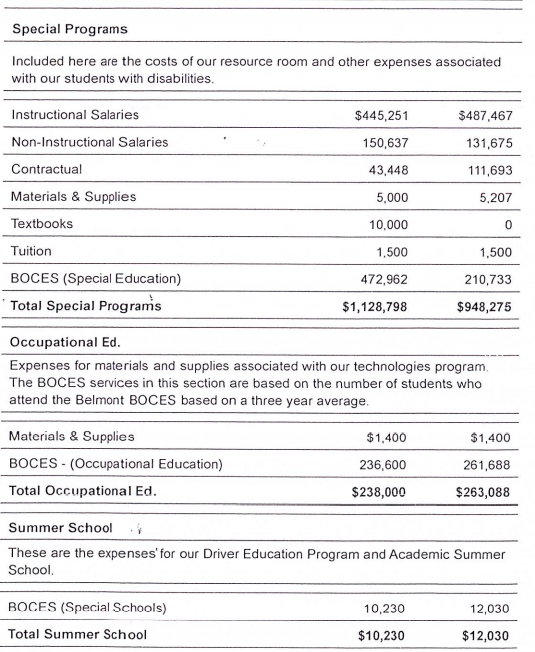 Special Programs
Included here are the costs of our resource room and other expenses associated
with our students with disabilities.
Instructional Salaries $445,251 $487,467
Non-Instructional Salaries 150,637 131,675
Contractual 43,448 111,693
Materials & Supplies 5,000 5,207
Textbooks 10,000 0
Tuition 1,500 1,500
BOCES (Special Education) 472,962 210,733
Total Special Programs $1,128,798 $948,275
Occupational Ed.
Expenses for materials and supplies associated with our technologies program.
The BOCES services in this section are based on the number of students who
attend the Belmont BOCES based on a three year average.
Materials & Supplies $1,400 $1,400
BOCES - (Occupational Education) 236,600 261,688
Total Occupational Ed. $238,000 $263,088
Summer School
These are the expenses for our Driver Education Program and Academic Summer
School.
BOCES (Special Schools) 10,230 12,030
Total Summer School $10,230 $12,030